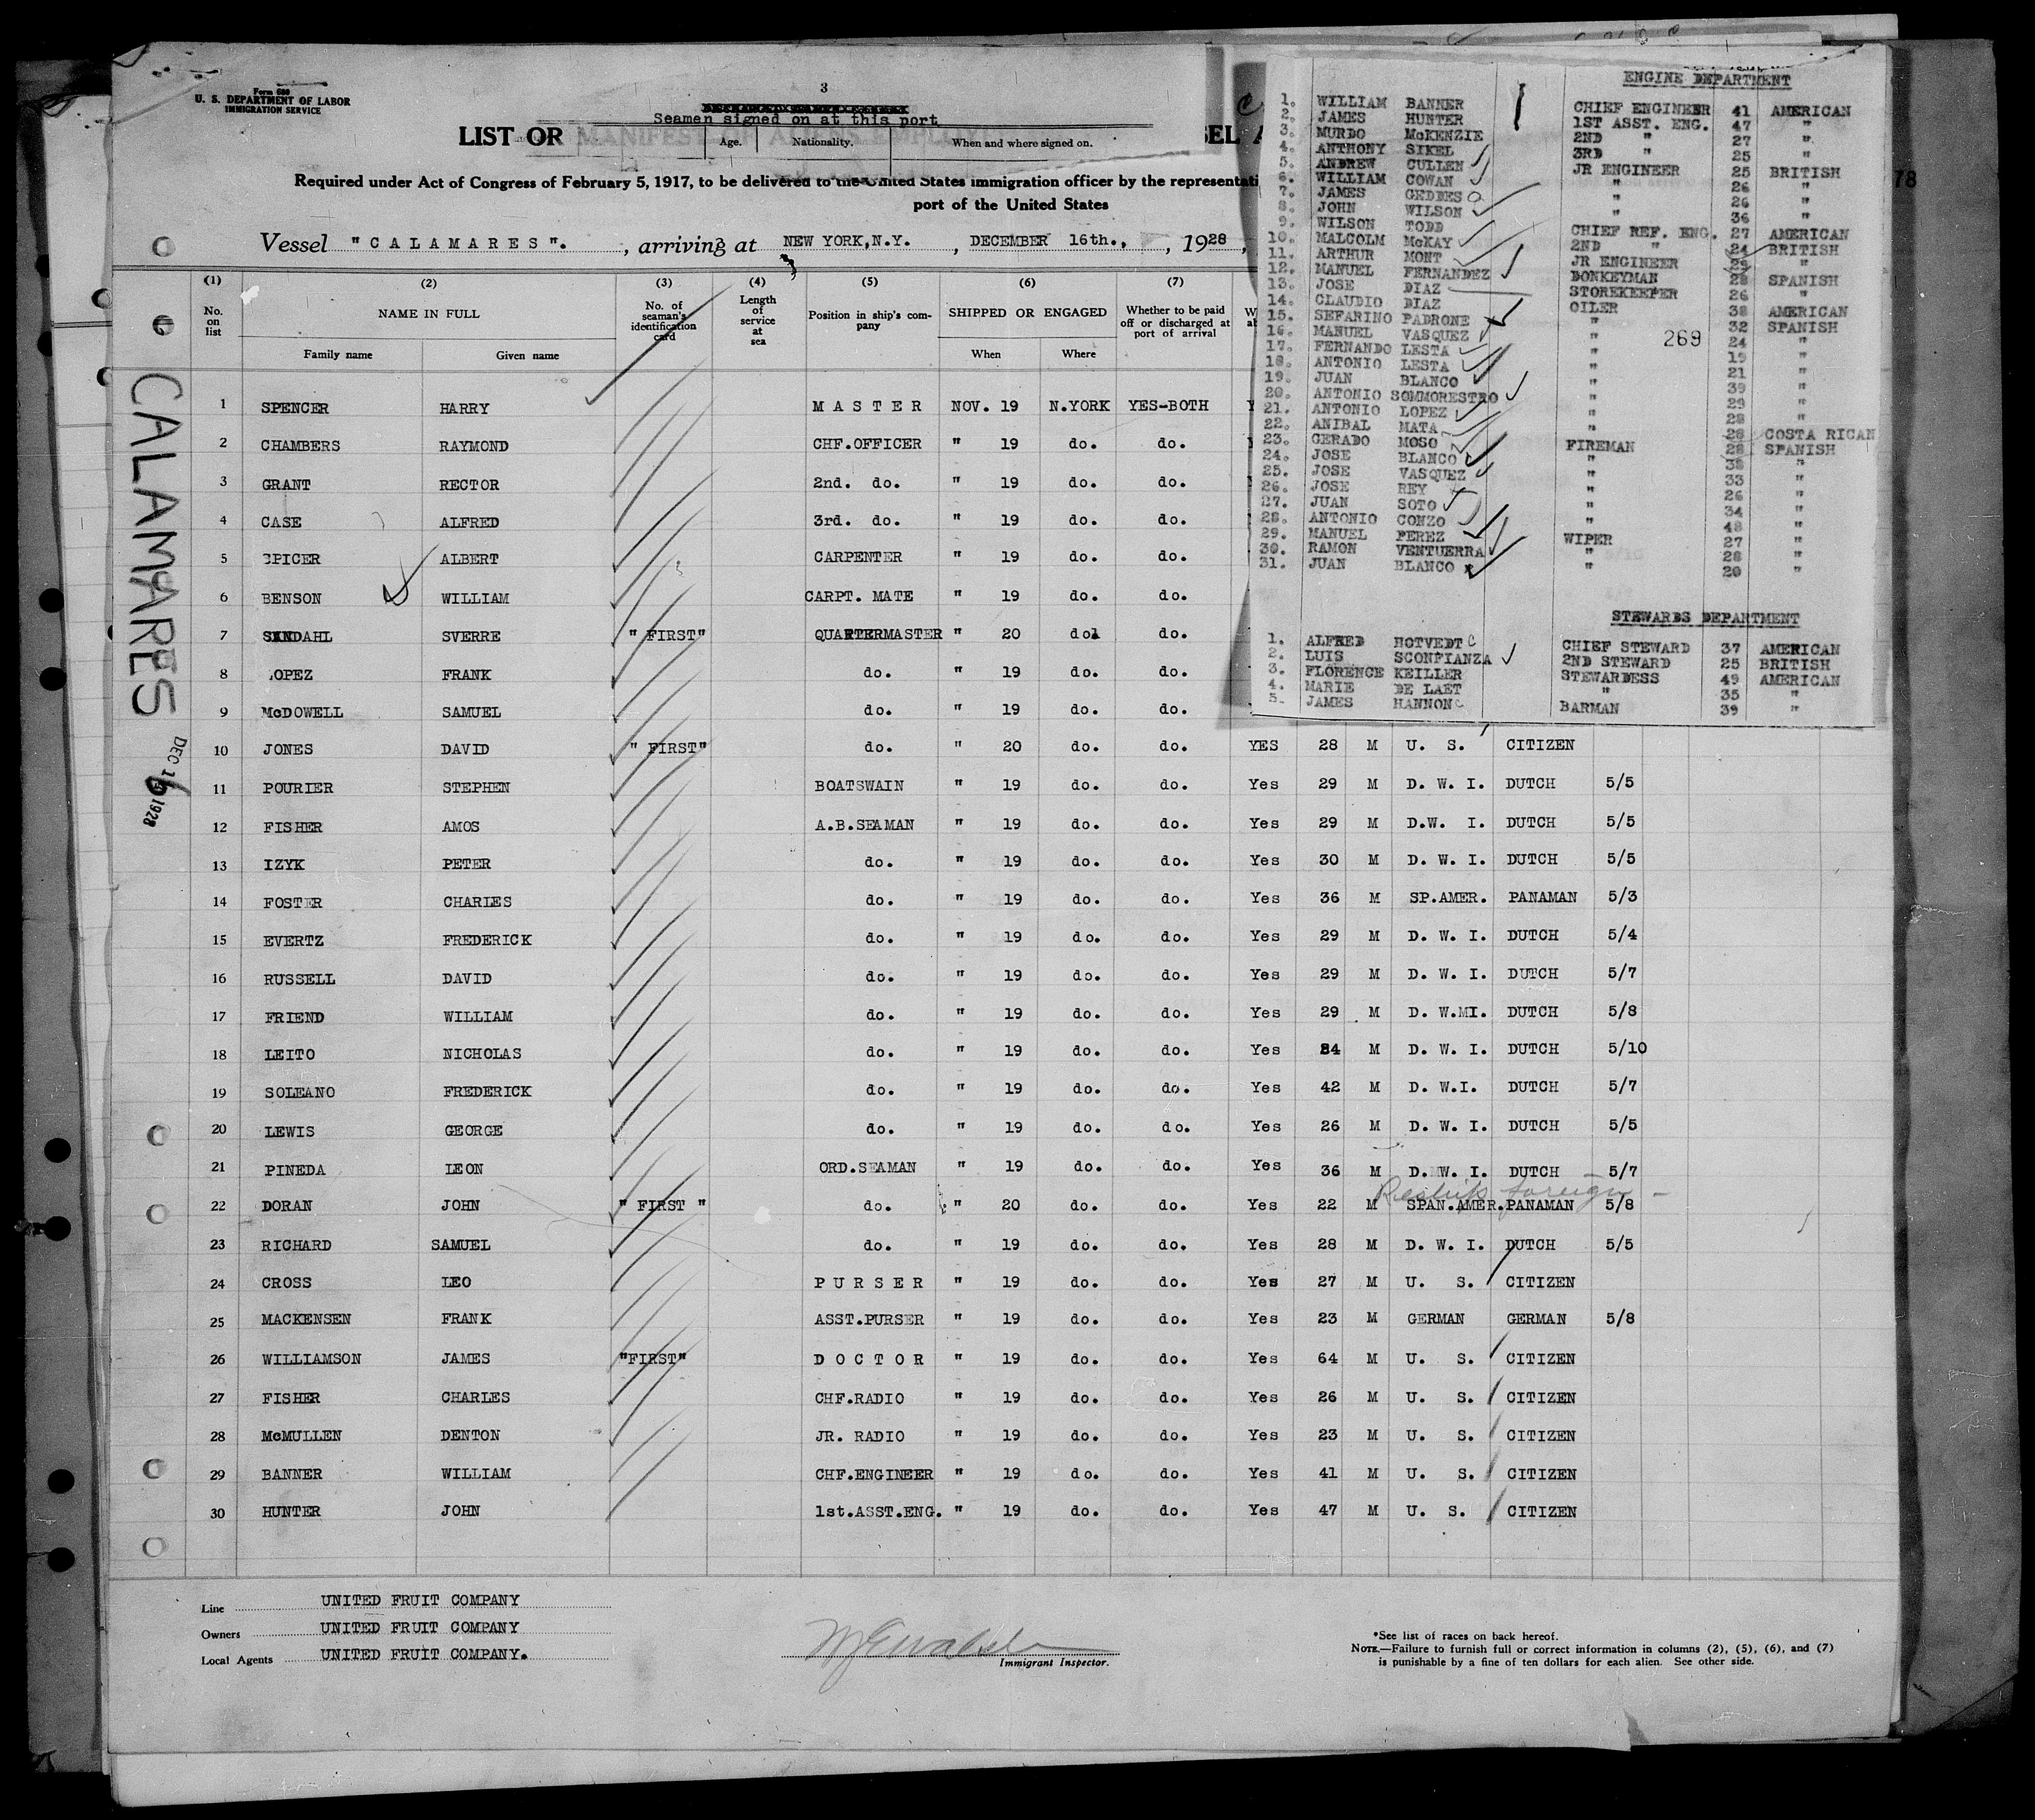 Form 680
U. S. DEPARTMENT OF LABOR
IMMIGRATION SERVICE
3
Seamen signed on at this port
LIST OR MANIFEST OF ALIENS EMPLOYED
SEL A
Age. Nationality. When and where signed on.
Required under Act of Congress of February 5, 1917, to be delivered to the United States immigration officer by the representati
port of the United States
78
Vessel "CALAMARES". , arriving at NEW YORK, N.Y. , DECEMBER 16th., , 1928,
(1) (2) (3) (4) (5) (6) (7)
No. on list NAME IN FULL No. of seaman's identification card Length of service at sea Position in ship's company SHIPPED OR ENGAGED Whether to be paid off or discharged at port of arrival
Family name Given name When Where
1 SPENCER HARRY MASTER NOV. 19 N.YORK YES-BOTH
2 CHAMBERS RAYMOND CHF.OFFICER " 19 do. do.
3 GRANT RECTOR 2nd. do. " 19 do. do.
4 CASE ALFRED 3rd. do. " 19 do. do.
5 SPICER ALBERT CARPENTER " 19 do. do.
6 BENSON WILLIAM CARPT. MATE " 19 do. do.
7 SANDAHL SVERRE "FIRST" QUARTERMASTER " 20 do. do.
8 LOPEZ FRANK do. " 19 do. do.
9 McDOWELL SAMUEL do. " 19 do. do.
10 JONES DAVID "FIRST" do. " 20 do. do. YES 28 M U. S. CITIZEN
11 POURIER STEPHEN BOATSWAIN " 19 do. do. Yes 29 M D. W. I. DUTCH 5/5
12 FISHER AMOS A.B.SEAMAN " 19 do. do. Yes 29 M D.W. I. DUTCH 5/5
13 IZYK PETER do. " 19 do. do. Yes 30 M D. W. I. DUTCH 5/5
14 FOSTER CHARLES do. " 19 do. do. Yes 36 M SP.AMER. PANAMAN 5/3
15 EVERTZ FREDERICK do. " 19 do. do. Yes 29 M D. W. I. DUTCH 5/4
16 RUSSELL DAVID do. " 19 do. do. Yes 29 M D. W. I. DUTCH 5/7
17 FRIEND WILLIAM do. " 19 do. do. Yes 29 M D. W.MI. DUTCH 5/8
18 LEITO NICHOLAS do. " 19 do. do. Yes 34 M D. W. I. DUTCH 5/10
19 SOLEANO FREDERICK do. " 19 do. do. Yes 42 M D. W.I. DUTCH 5/7
20 LEWIS GEORGE do. " 19 do. do. Yes 26 M D. W. I. DUTCH 5/5
21 PINEDA LEON ORD.SEAMAN " 19 do. do. Yes 36 M D. W. I. DUTCH 5/7
Reship foreign
22 DORAN JOHN "FIRST" do. " 20 do. do. Yes 22 M SPAN.AMER. PANAMAN 5/8
23 RICHARD SAMUEL do. " 19 do. do. Yes 28 M D. W. I. DUTCH 5/5
24 CROSS LEO PURSER " 19 do. do. Yes 27 M U. S. CITIZEN
25 MACKENSEN FRANK ASST.PURSER " 19 do. do. Yes 23 M GERMAN GERMAN 5/8
26 WILLIAMSON JAMES "FIRST" DOCTOR " 19 do. do. Yes 64 M U. S. CITIZEN
27 FISHER CHARLES CHF.RADIO " 19 do. do. Yes 26 M U. S. CITIZEN
28 McMULLEN DENTON JR. RADIO " 19 do. do. Yes 23 M U. S. CITIZEN
29 BANNER WILLIAM CHF.ENGINEER " 19 do. do. Yes 41 M U. S. CITIZEN
30 HUNTER JOHN 1st.ASST.ENG. " 19 do. do. Yes 47 M U. S. CITIZEN
CALAMARES
DEC 16 1928
ENGINE DEPARTMENT
1. WILLIAM BANNER CHIEF ENGINEER 41 AMERICAN
2. JAMES HUNTER 1ST ASST. ENG. 47 "
3. MURDO McKENZIE 2ND " 27 "
4. ANTHONY SIKEL 3RD " 25 "
5. ANDREW CULLEN JR ENGINEER 25 BRITISH
6. WILLIAM COWAN " 26 "
7. JAMES GEDDES " 26 "
8. JOHN WILSON " 36 "
9. WILSON TODD CHIEF REF. ENG. 27 AMERICAN
10. MALCOLM McKAY 2ND " 24 BRITISH
11. ARTHUR MONT JR ENGINEER 29 "
12. MANUEL FERNANDEZ DONKEYMAN 28 SPANISH
13. JOSE DIAZ STOREKEEPER 26 "
14. CLAUDIO DIAZ OILER 38 AMERICAN
15. SEFARINO PADRONE " 32 SPANISH
16. MANUEL VASQUEZ " 24 "
269
17. FERNANDO LESTA " 19 "
18. ANTONIO LESTA " 21 "
19. JUAN BLANCO " 39 "
20. ANTONIO SOMMORESTRO " 29 "
21. ANTONIO LOPEZ " 28 "
22. ANIBAL MATA " 28 COSTA RICAN
23. GERADO MOSO FIREMAN 28 SPANISH
24. JOSE BLANCO " 38 "
25. JOSE VASQUEZ " 33 "
26. JOSE REY " 26 "
27. JUAN SOTO " 34 "
28. ANTONIO CONZO " 48 "
29. MANUEL PEREZ WIPER 27 "
30. RAMON VENTUERRA " 28 "
31. JUAN BLANCO " 20 "
STEWARDS DEPARTMENT
1. ALFRED HOTVEDT CHIEF STEWARD 37 AMERICAN
2. LUIS SCONFIANZA 2ND STEWARD 25 BRITISH
3. FLORENCE KEILLER STEWARDESS 49 AMERICAN
4. MARIE DE LAET " 35 "
5. JAMES HANNON BARMAN 39 "
Line UNITED FRUIT COMPANY
Owners UNITED FRUIT COMPANY
Local Agents UNITED FRUIT COMPANY.
Immigrant Inspector.
*See list of races on back hereof.
NOTE.—Failure to furnish full or correct information in columns (2), (5), (6), and (7)
is punishable by a fine of ten dollars for each alien. See other side.